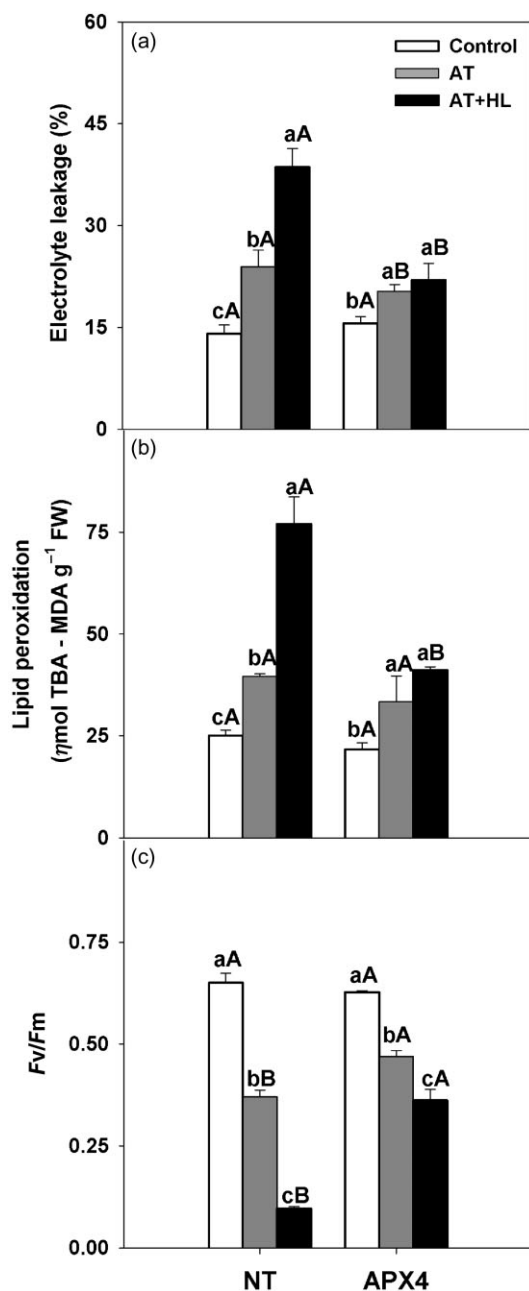 (a)
60
45
30
15
0
Electrolyte leakage (%)
Control
AT
AT+HL
cA
bA
aA
bA
aB
aB
(b)
75
50
25
0
Lipid peroxidation
(ηmol TBA - MDA g⁻¹ FW)
cA
bA
aA
bA
aA
aB
(c)
0.75
0.50
0.25
0.00
Fv/Fm
aA
bB
cB
aA
bA
cA
NT
APX4